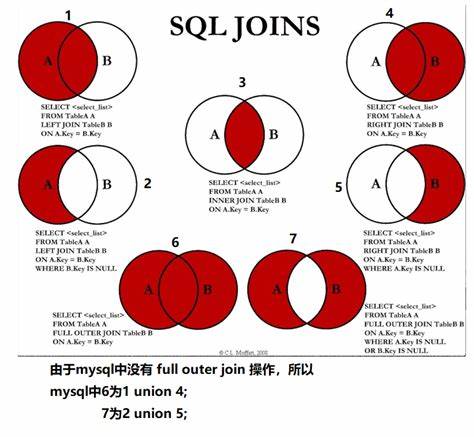 SQL JOINS
1
A
B
SELECT <select_list>
FROM TableA A
LEFT JOIN TableB B
ON A.Key = B.Key
4
A
B
SELECT <select_list>
FROM TableA A
RIGHT JOIN TableB B
ON A.Key = B.Key
3
A
B
SELECT <select_list>
FROM TableA A
INNER JOIN TableB B
ON A.Key = B.Key
2
A
B
SELECT <select_list>
FROM TableA A
LEFT JOIN TableB B
ON A.Key = B.Key
WHERE B.Key IS NULL
5
A
B
SELECT <select_list>
FROM TableA A
RIGHT JOIN TableB B
ON A.Key = B.Key
WHERE A.Key IS NULL
6
A
B
SELECT <select_list>
FROM TableA A
FULL OUTER JOIN TableB B
ON A.Key = B.Key
7
A
B
SELECT <select_list>
FROM TableA A
FULL OUTER JOIN TableB B
ON A.Key = B.Key
WHERE A.Key IS NULL
OR B.Key IS NULL
© C.L. Moffatt, 2008
由于mysql中没有 full outer join 操作，所以
mysql中6为1 union 4;
7为2 union 5;